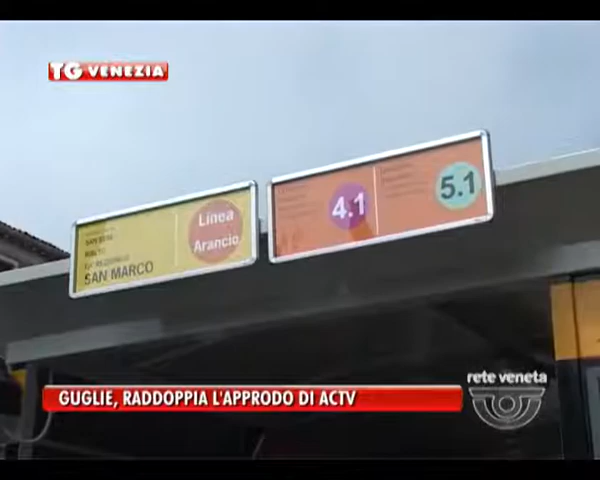 TG VENEZIA
Linea
Arancio
SAN MARCO
4.1
5.1
rete veneta
GUGLIE, RADDOPPIA L'APPRODO DI ACTV